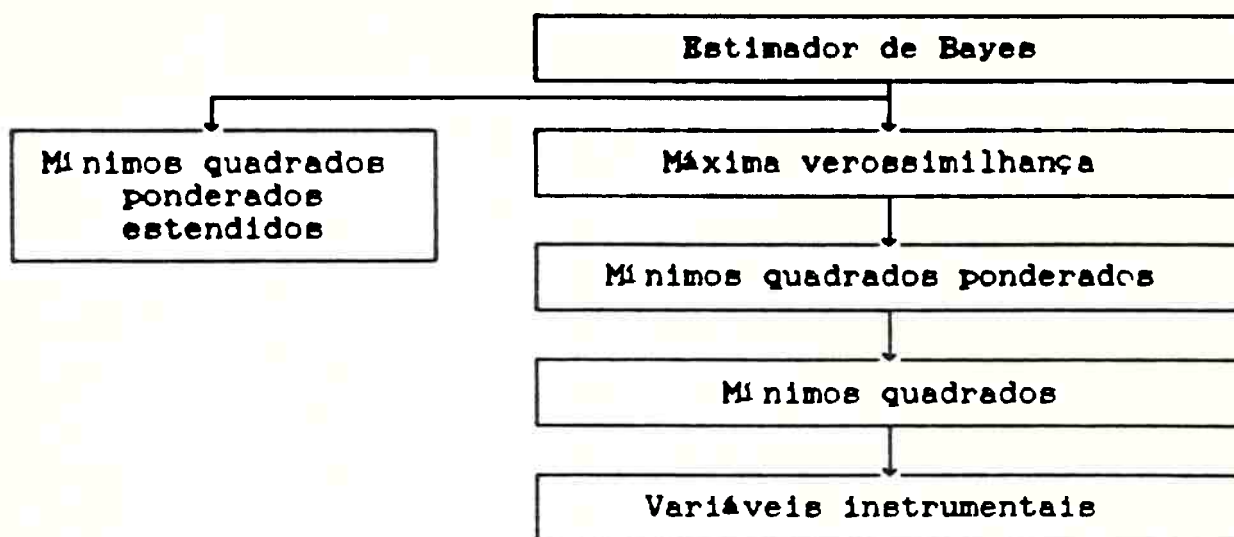 Estimador de Bayes
Mínimos quadrados
ponderados
estendidos
Máxima verossimilhança
Mínimos quadrados ponderados
Mínimos quadrados
Variáveis instrumentais